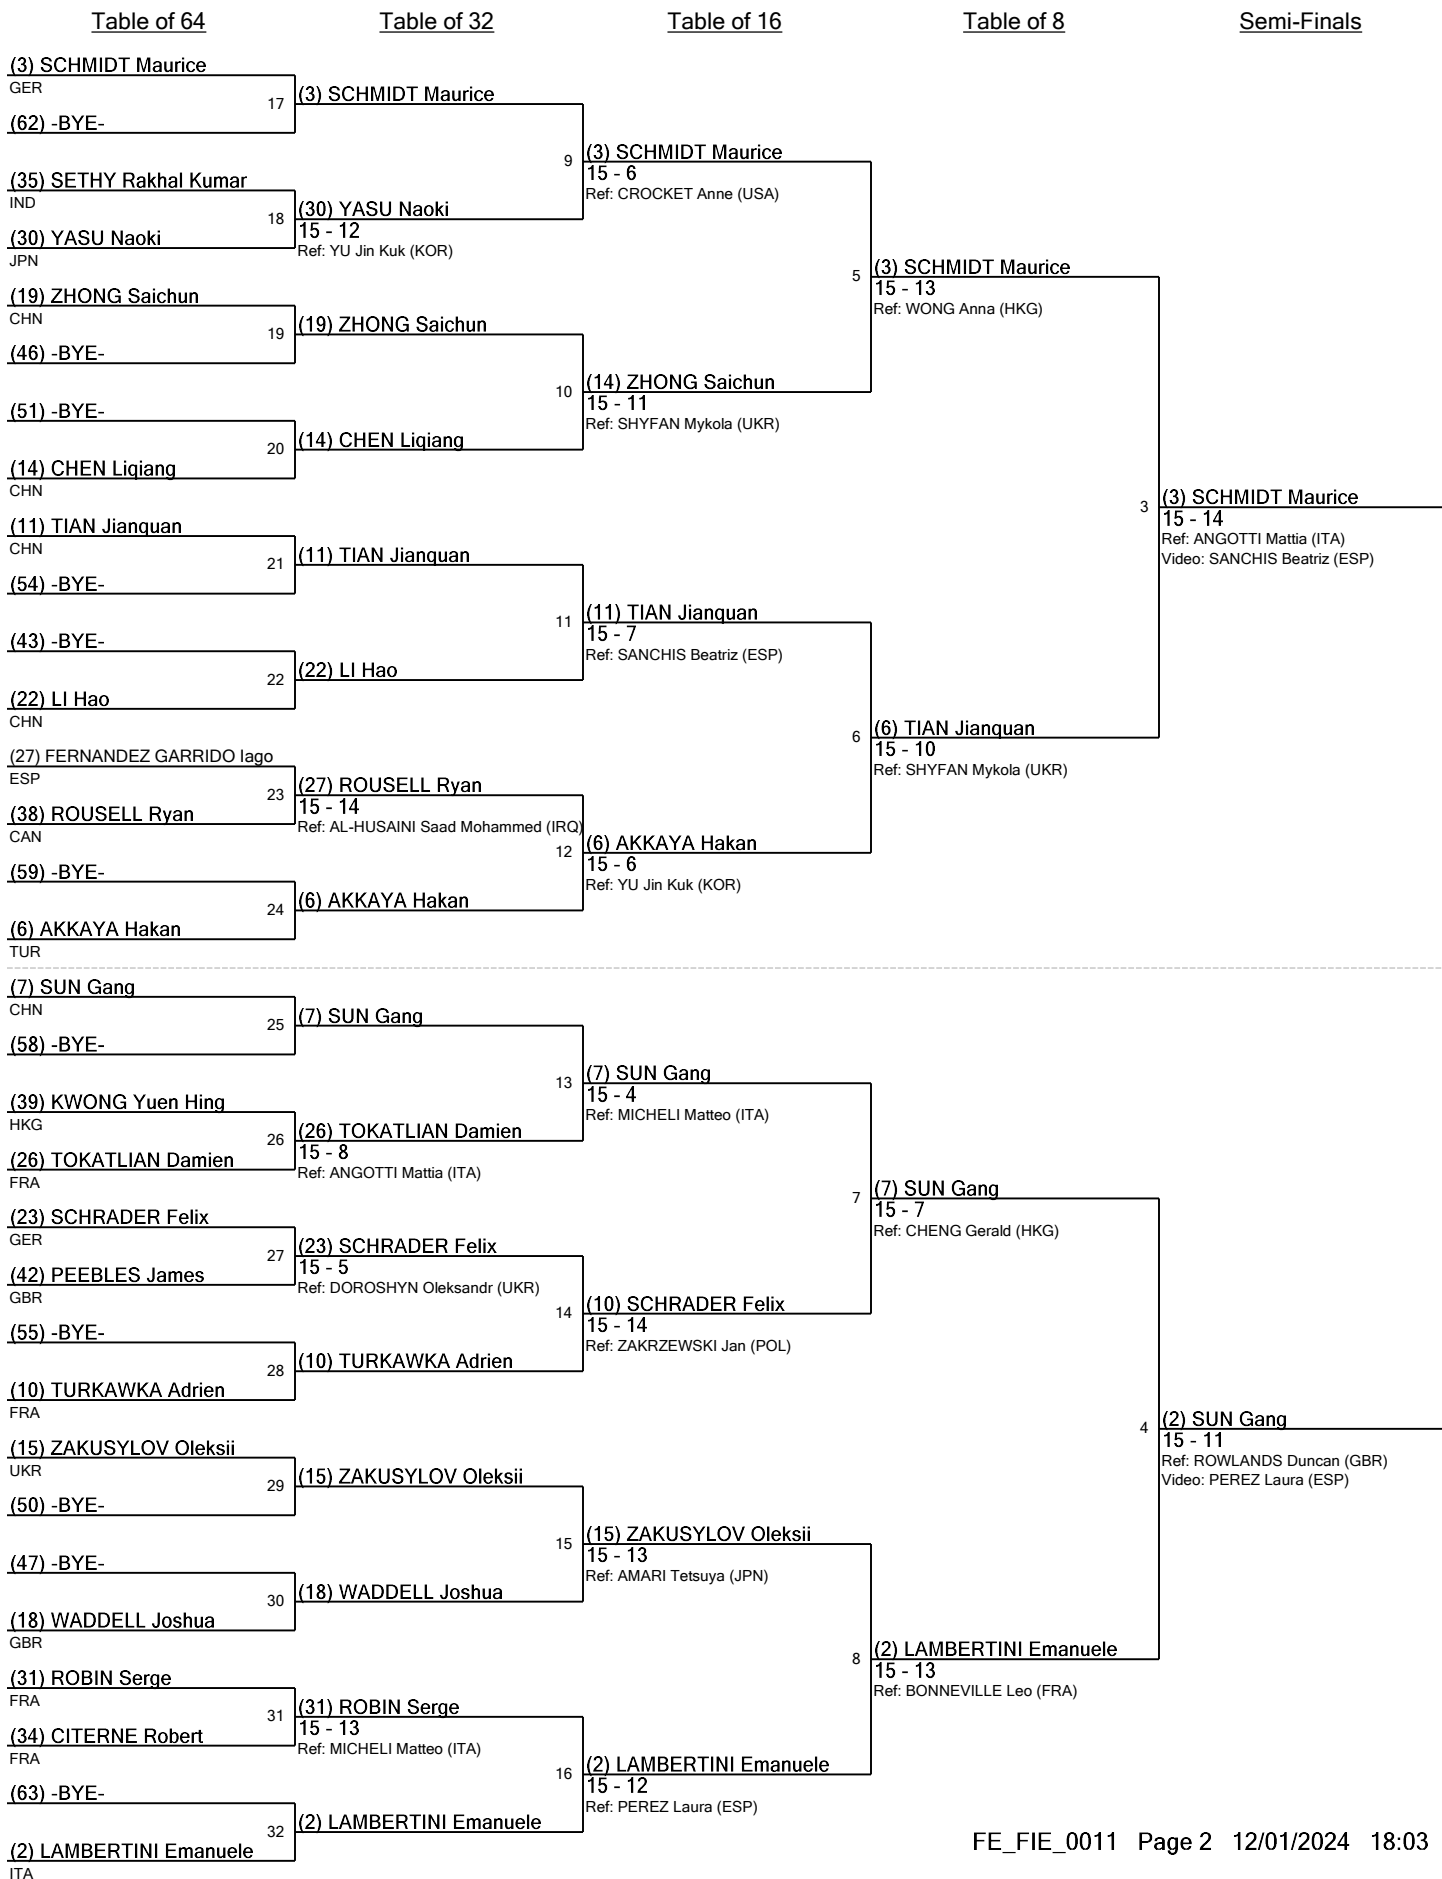 Table of 64
Table of 32
Table of 16
Table of 8
Semi-Finals
(3) SCHMIDT Maurice
GER
(62) -BYE-
(35) SETHY Rakhal Kumar
IND
(30) YASU Naoki
JPN
(19) ZHONG Saichun
CHN
(46) -BYE-
(51) -BYE-
(14) CHEN Liqiang
CHN
(11) TIAN Jianquan
CHN
(54) -BYE-
(43) -BYE-
(22) LI Hao
CHN
(27) FERNANDEZ GARRIDO Iago
ESP
(38) ROUSELL Ryan
CAN
(59) -BYE-
(6) AKKAYA Hakan
TUR
(7) SUN Gang
CHN
(58) -BYE-
(39) KWONG Yuen Hing
HKG
(26) TOKATLIAN Damien
FRA
(23) SCHRADER Felix
GER
(42) PEEBLES James
GBR
(55) -BYE-
(10) TURKAWKA Adrien
FRA
(15) ZAKUSYLOV Oleksii
UKR
(50) -BYE-
(47) -BYE-
(18) WADDELL Joshua
GBR
(31) ROBIN Serge
FRA
(34) CITERNE Robert
FRA
(63) -BYE-
(2) LAMBERTINI Emanuele
ITA
17
(3) SCHMIDT Maurice
18
(30) YASU Naoki
15 - 12
Ref: YU Jin Kuk (KOR)
19
(19) ZHONG Saichun
20
(14) CHEN Liqiang
21
(11) TIAN Jianquan
22
(22) LI Hao
23
(27) ROUSELL Ryan
15 - 14
Ref: AL-HUSAINI Saad Mohammed (IRQ)
24
(6) AKKAYA Hakan
25
(7) SUN Gang
26
(26) TOKATLIAN Damien
15 - 8
Ref: ANGOTTI Mattia (ITA)
27
(23) SCHRADER Felix
15 - 5
Ref: DOROSHYN Oleksandr (UKR)
28
(10) TURKAWKA Adrien
29
(15) ZAKUSYLOV Oleksii
30
(18) WADDELL Joshua
31
(31) ROBIN Serge
15 - 13
Ref: MICHELI Matteo (ITA)
32
(2) LAMBERTINI Emanuele
9
(3) SCHMIDT Maurice
15 - 6
Ref: CROCKET Anne (USA)
10
(14) ZHONG Saichun
15 - 11
Ref: SHYFAN Mykola (UKR)
11
(11) TIAN Jianquan
15 - 7
Ref: SANCHIS Beatriz (ESP)
12
(6) AKKAYA Hakan
15 - 6
Ref: YU Jin Kuk (KOR)
13
(7) SUN Gang
15 - 4
Ref: MICHELI Matteo (ITA)
14
(10) SCHRADER Felix
15 - 14
Ref: ZAKRZEWSKI Jan (POL)
15
(15) ZAKUSYLOV Oleksii
15 - 13
Ref: AMARI Tetsuya (JPN)
16
(2) LAMBERTINI Emanuele
15 - 12
Ref: PEREZ Laura (ESP)
5
(3) SCHMIDT Maurice
15 - 13
Ref: WONG Anna (HKG)
6
(6) TIAN Jianquan
15 - 10
Ref: SHYFAN Mykola (UKR)
7
(7) SUN Gang
15 - 7
Ref: CHENG Gerald (HKG)
8
(2) LAMBERTINI Emanuele
15 - 13
Ref: BONNEVILLE Leo (FRA)
3
(3) SCHMIDT Maurice
15 - 14
Ref: ANGOTTI Mattia (ITA)
Video: SANCHIS Beatriz (ESP)
4
(2) SUN Gang
15 - 11
Ref: ROWLANDS Duncan (GBR)
Video: PEREZ Laura (ESP)
FE_FIE_0011 Page 2 12/01/2024 18:03